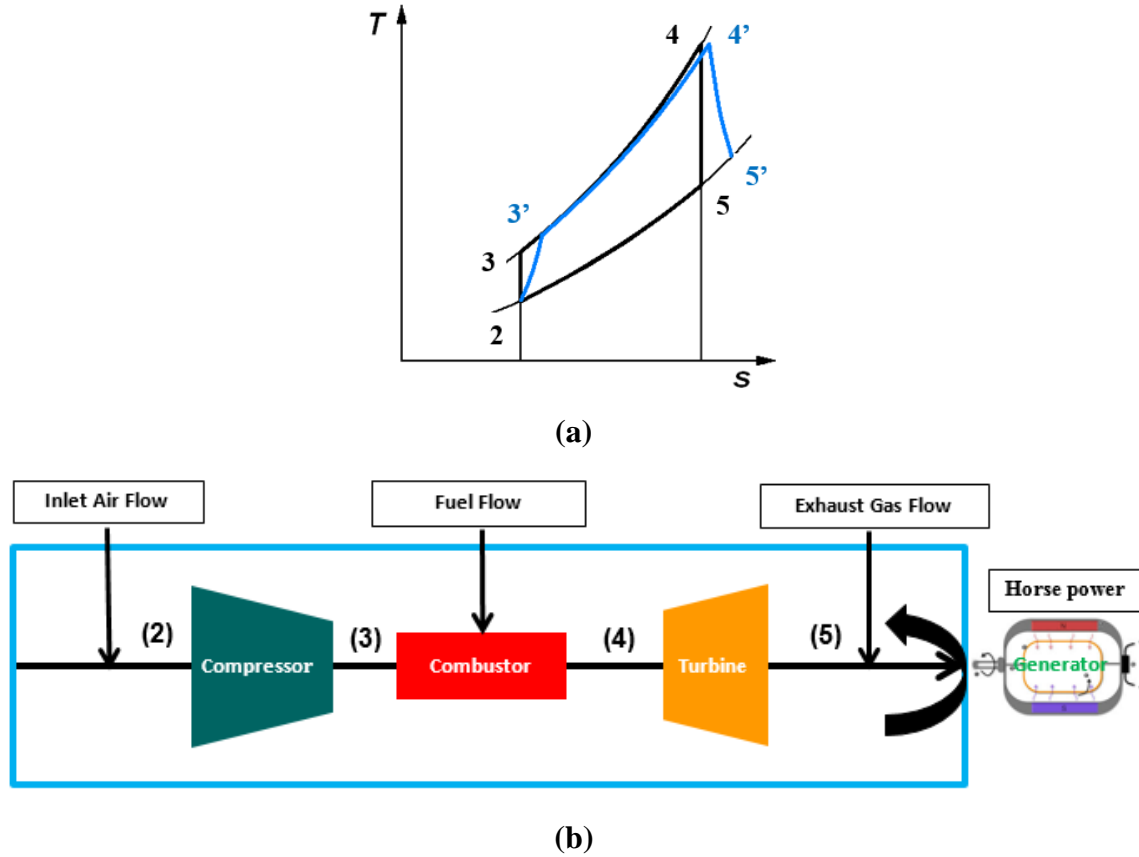 T
4
4’
3’
5’
3
5
2
s
(a)
Inlet Air Flow
Fuel Flow
Exhaust Gas Flow
Horse power
(2)
(3)
(4)
(5)
Compressor
Combustor
Turbine
Generator
(b)